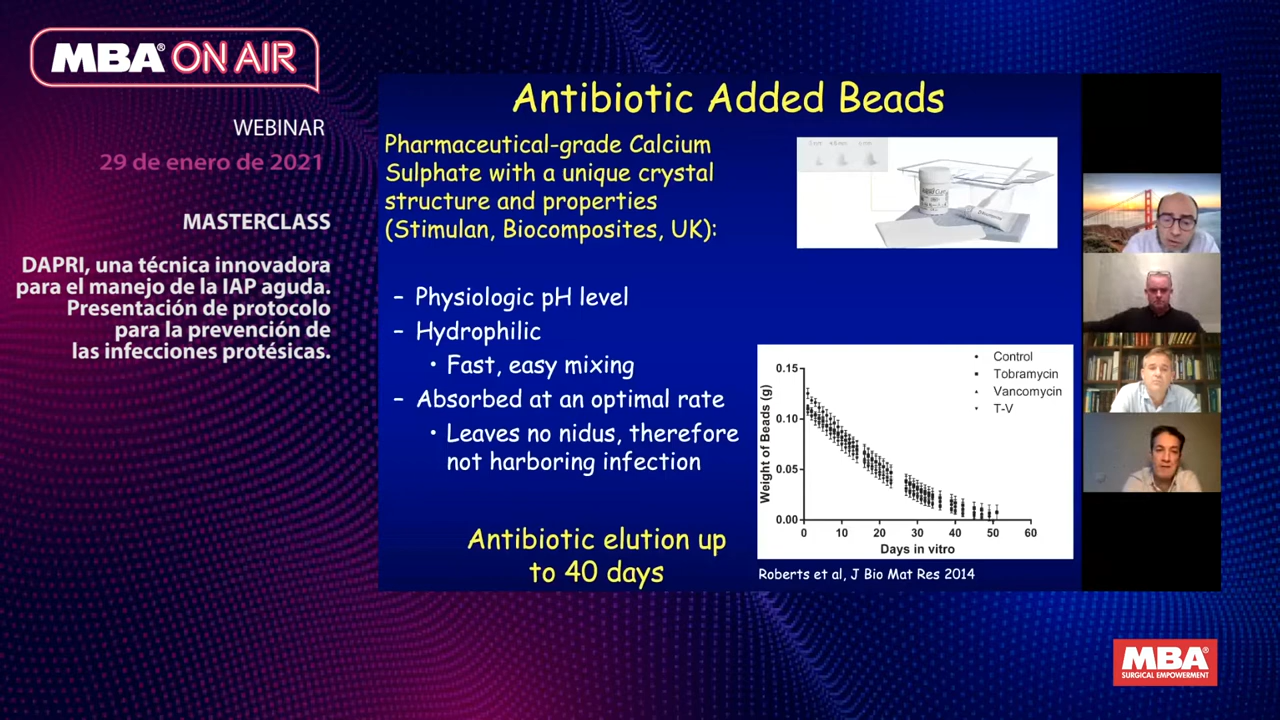 MBA® ON AIR
WEBINAR
29 de enero de 2021
MASTERCLASS
DAPRI, una técnica innovadora
para el manejo de la IAP aguda.
Presentación de protocolo
para la prevención de
las infecciones protésicas.
Antibiotic Added Beads
Pharmaceutical-grade Calcium
Sulphate with a unique crystal
structure and properties
(Stimulan, Biocomposites, UK):
– Physiologic pH level
– Hydrophilic
• Fast, easy mixing
– Absorbed at an optimal rate
• Leaves no nidus, therefore
not harboring infection
Antibiotic elution up
to 40 days
Control
Tobramycin
Vancomycin
T-V
Weight of Beads (g)
0.15
0.10
0.05
0.00
0 10 20 30 40 50 60
Days in vitro
Roberts et al, J Bio Mat Res 2014
MBA®
SURGICAL EMPOWERMENT